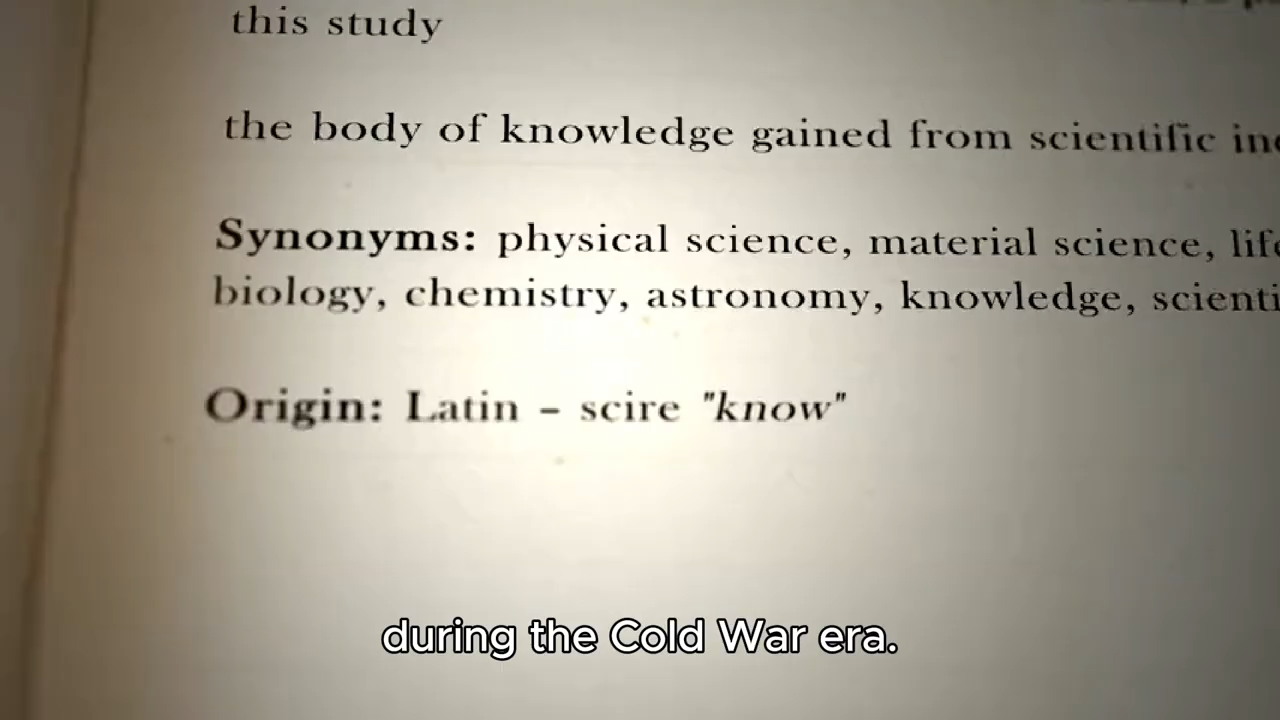 this study
the body of knowledge gained from scientific
Synonyms: physical science, material science,
biology, chemistry, astronomy, knowledge,
Origin: Latin – scire "know"
during the Cold War era.